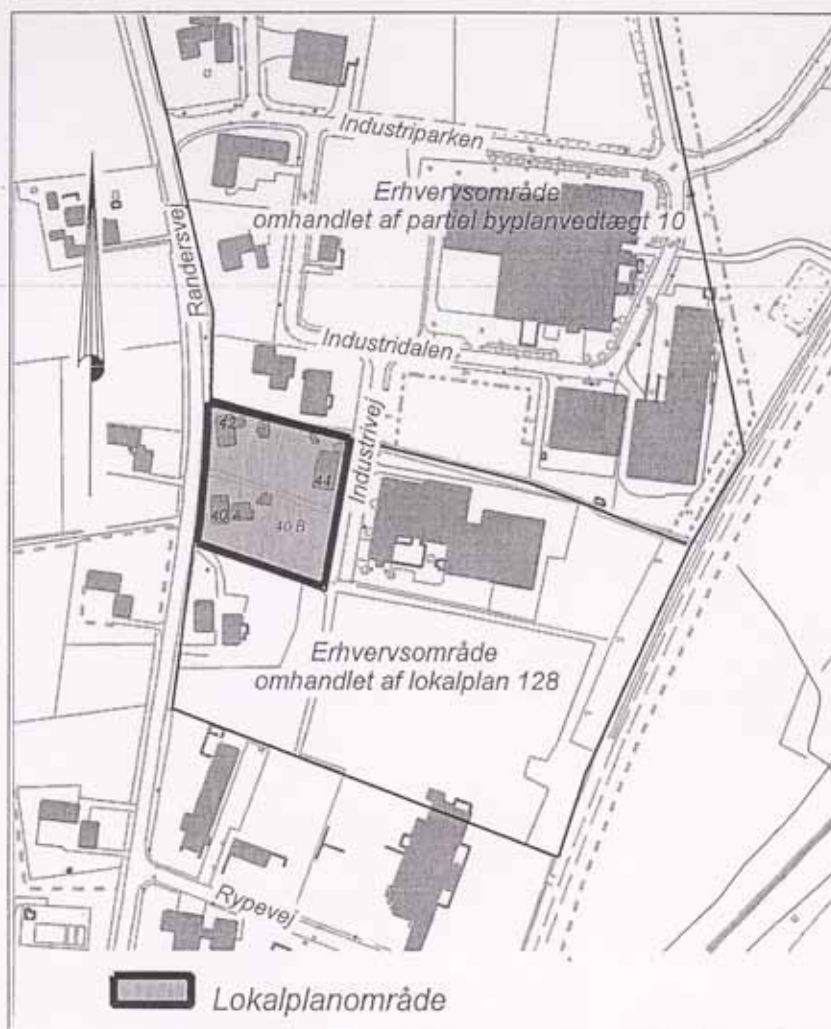 Industriparken
Erhvervsområde
omhandlet af partiel byplanvedtægt 10
Randersvej
Industridalen
Industrivej
42
44
40 A
40 B
Erhvervsområde
omhandlet af lokalplan 128
Rypevej
Lokalplanområde